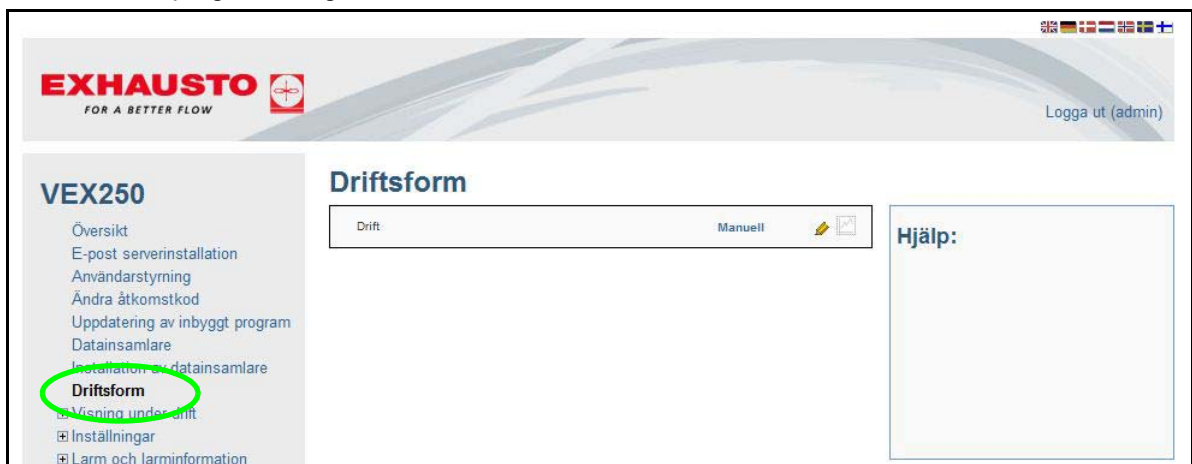 EXHAUSTO
FOR A BETTER FLOW
Logga ut (admin)
VEX250
Översikt
E-post serverinstallation
Användarstyrning
Ändra åtkomstkod
Uppdatering av inbyggt program
Datainsamlare
Installation av datainsamlare
Driftsform
Visning under drift
Inställningar
Larm och larminformation
Driftsform
Drift Manuell
Hjälp: